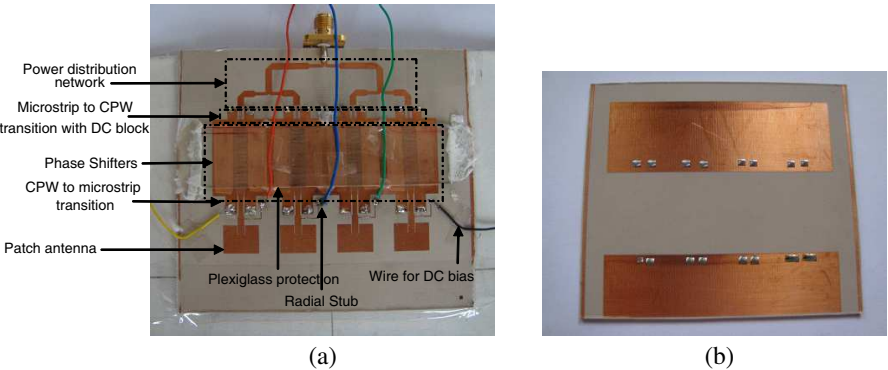 Power distribution
network
Microstrip to CPW
transition with DC block
Phase Shifters
CPW to microstrip
transition
Patch antenna
Plexiglass protection
Wire for DC bias
Radial Stub
(a)
(b)